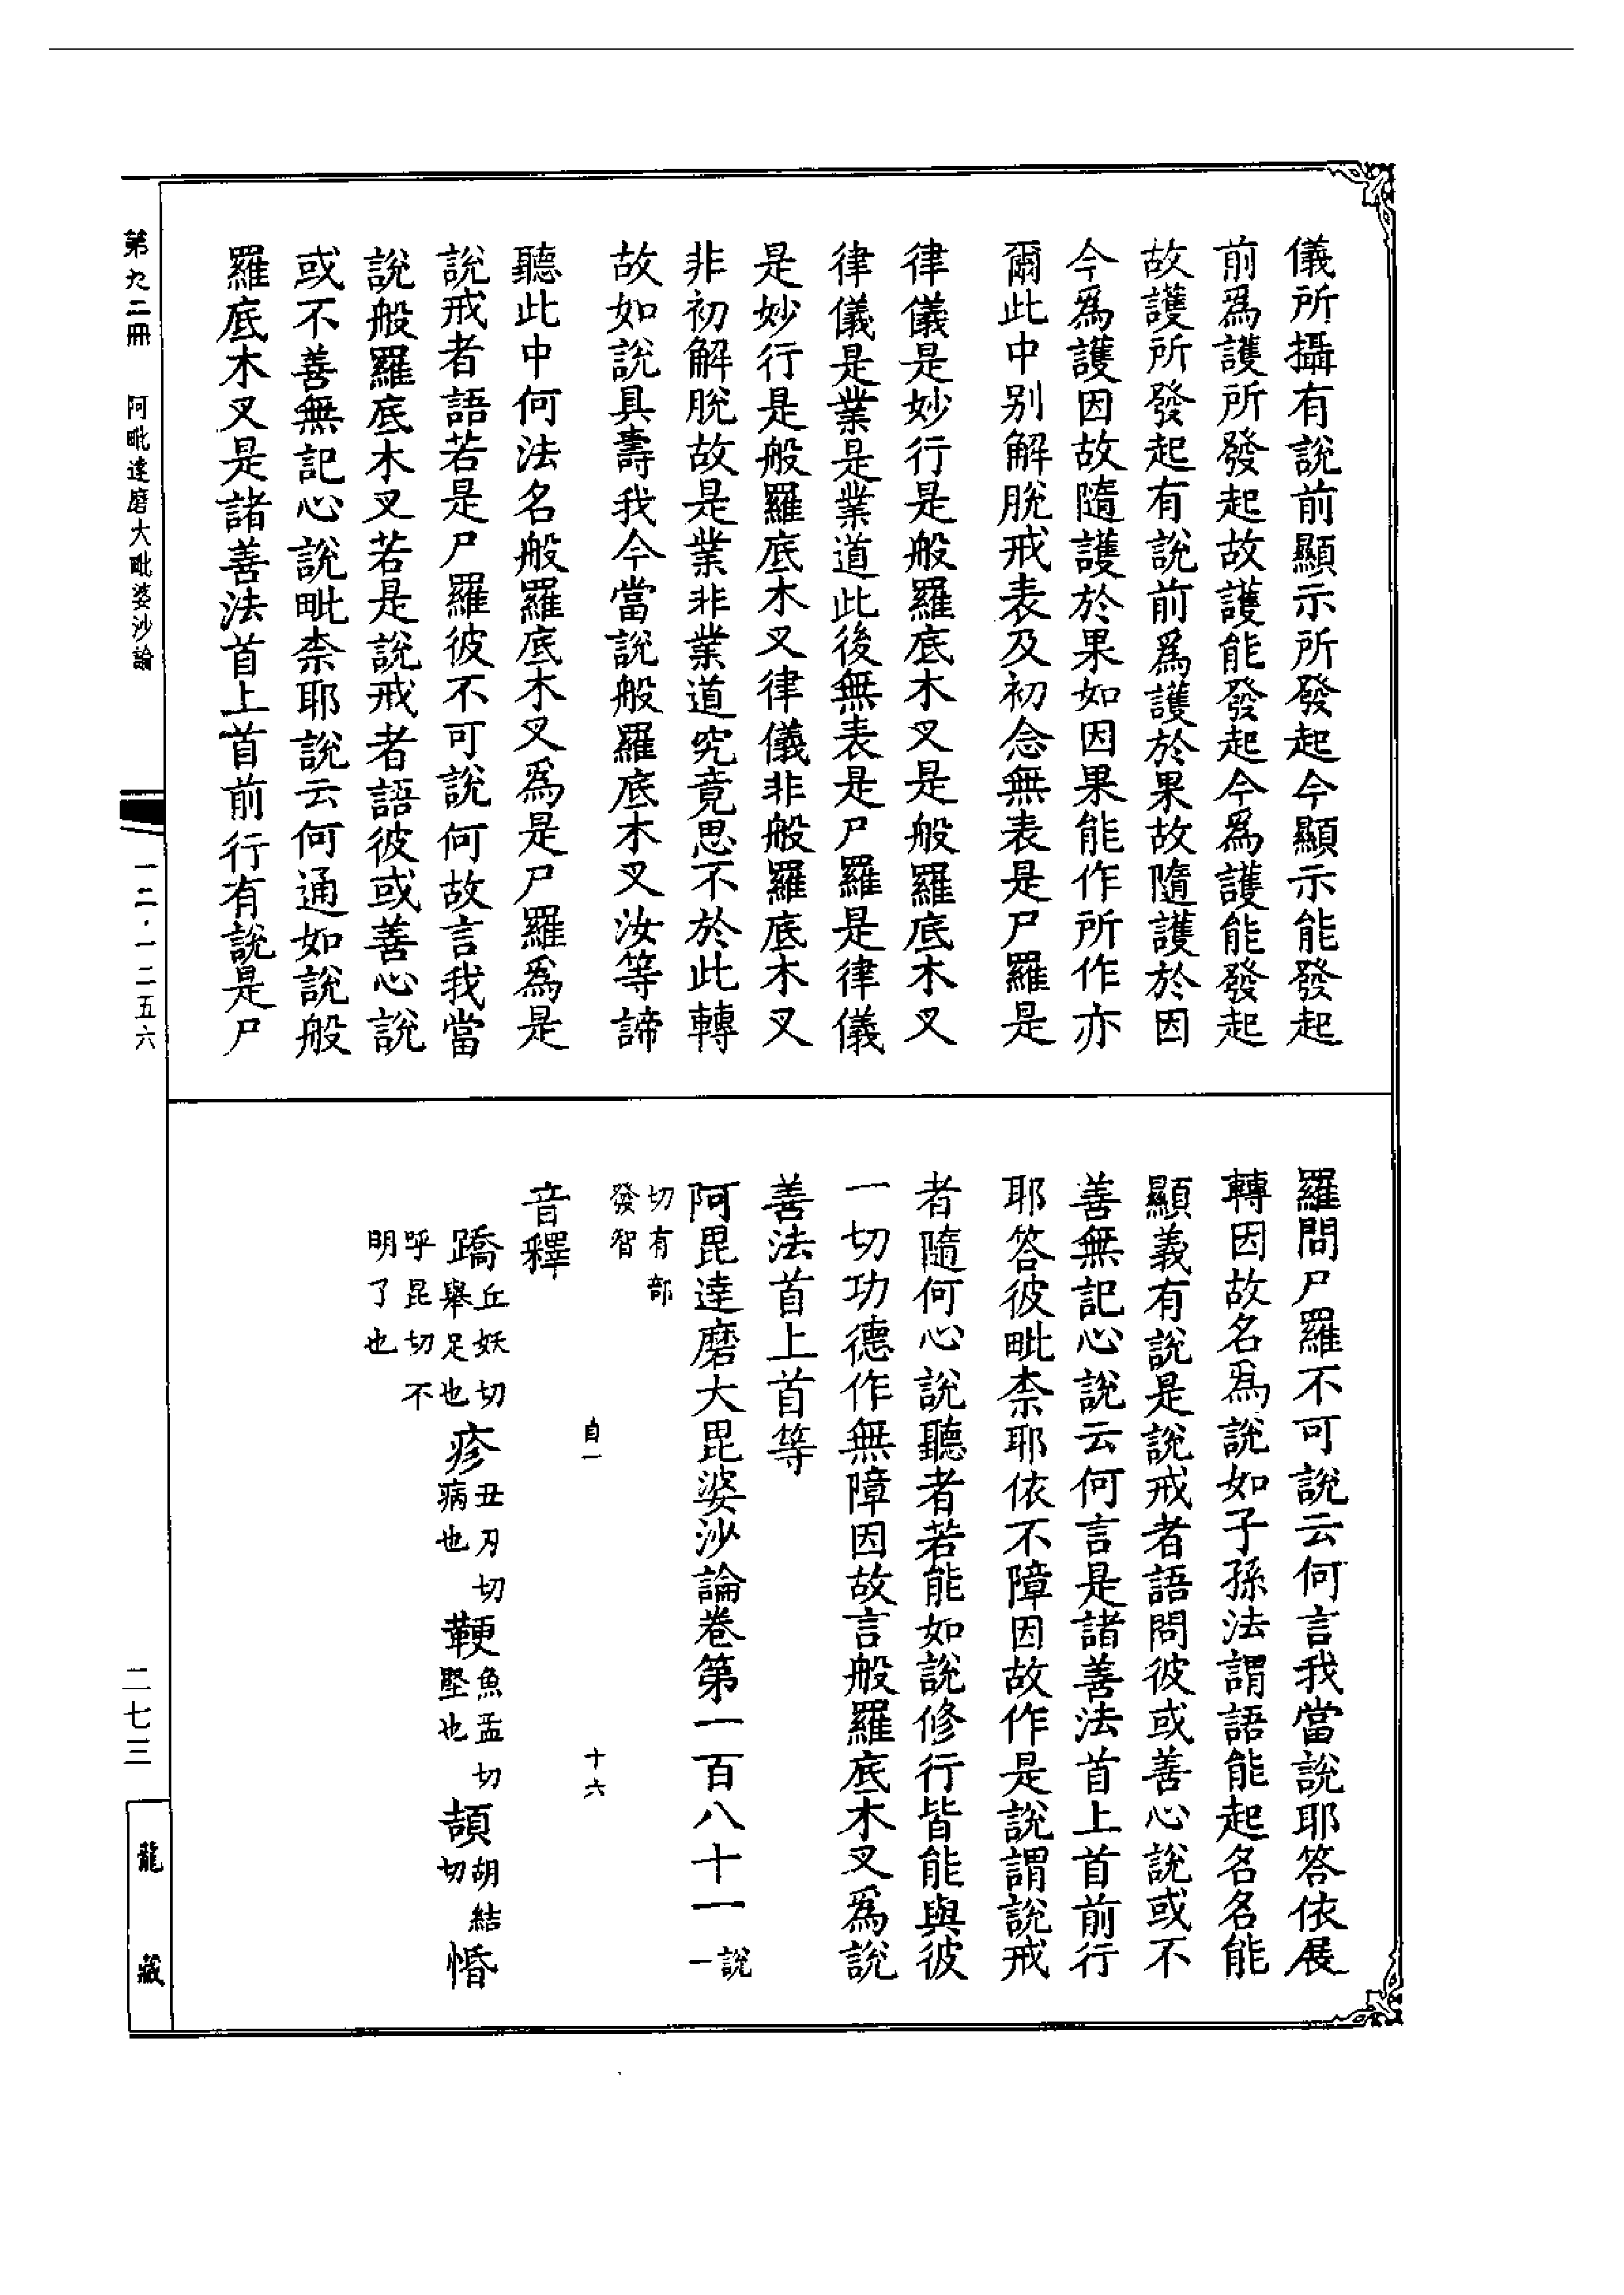 儀所攝有說前顯示所發起今顯示能發起
前爲護所發起故護能發起今爲護能發起
故護所發起有說前爲護於果故隨護於因
今爲護因故隨護於果如因果能作所作亦
爾此中别解脫戒表及初念無表是尸羅是
律儀是妙行是般羅底木叉是般羅底木叉
律儀是業是業道此後無表是尸羅是律儀
是妙行是般羅底木叉律儀非般羅底木叉
非初解脫故是業非業道究竟思不於此轉
故如說具壽我今當說般羅底木叉汝等諦
聽此中何法名般羅底木叉爲是尸羅爲是
說戒者語若是尸羅彼不可說何故言我當
說般羅底木叉若是說戒者語彼或善心說
或不善無記心說毗柰耶說云何通如說般
羅底木叉是諸善法首上首前行有說是尸
羅問尸羅不可說云何言我當說耶答依展
轉因故名爲說如子孫法謂語能起名名能
顯義有說是說戒者語問彼或善心說或不
善無記心說云何言是諸善法首上首前行
耶答彼毗柰耶依不障因故作是說謂說戒
者隨何心說聽者若能如說修行皆能與彼
一切功德作無障因故言般羅底木叉爲說
善法首上首等
阿毘達磨大毘婆沙論卷第一百八十一 說一
切有部
發智
自一 十六
音釋
蹻 丘妖切舉足也 疹 丑刃切病也 鞕 魚孟切堅也 頡 胡結切 惛
呼昆切不
明了也
第九二冊 阿毗達磨大毗婆沙論
一二·一二五六
二七三
龍藏